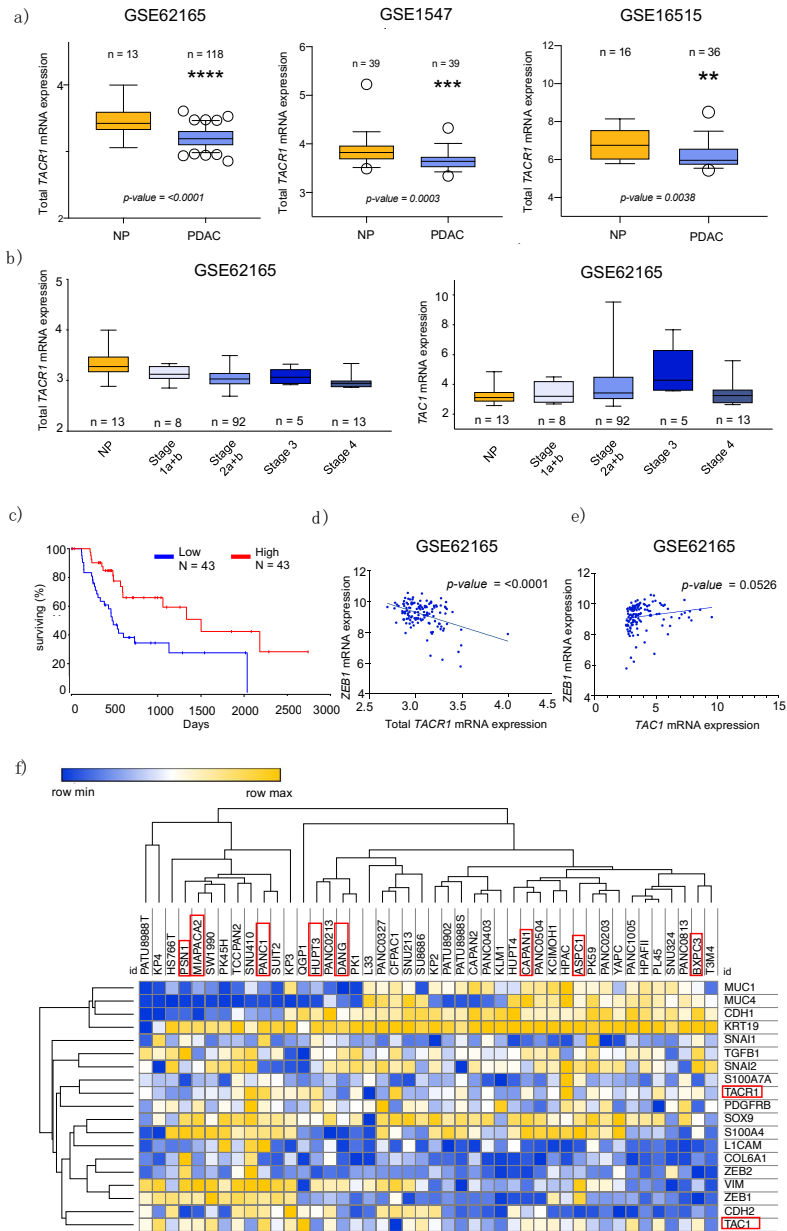 a)
GSE62165
GSE1547
GSE16515
Total TACR1 mRNA expression
4
2
n = 13
n = 118
****
p-value = <0.0001
NP
PDAC
Total TACR1 mRNA expression
6
5
4
3
n = 39
n = 39
***
p-value = 0.0003
NP
PDAC
Total TACR1 mRNA expression
12
10
8
6
4
n = 16
n = 36
**
p-value = 0.0038
NP
PDAC
b)
GSE62165
GSE62165
Total TACR1 mRNA expression
5
4
3
2
n = 13
n = 8
n = 92
n = 5
n = 13
NP
Stage 1a+b
Stage 2a+b
Stage 3
Stage 4
TAC1 mRNA expression
10
8
6
4
2
n = 13
n = 8
n = 92
n = 5
n = 13
NP
Stage 1a+b
Stage 2a+b
Stage 3
Stage 4
c)
surviving (%)
100
80
60
40
20
0
Low
N = 43
High
N = 43
0
500
1000
1500
2000
2500
3000
Days
d)
GSE62165
p-value = <0.0001
ZEB1 mRNA expression
12
10
8
6
4
2.5
3.0
3.5
4.0
4.5
Total TACR1 mRNA expression
e)
GSE62165
p-value = 0.0526
ZEB1 mRNA expression
12
11
10
9
8
7
6
5
4
0
5
10
15
TAC1 mRNA expression
f)
row min
row max
id
PATU8988T
KP4
HS766T
PSN1
MIAPACA2
SW1990
PK45H
TCCPAN2
SNU410
PANC1
SUIT2
KP3
QGP1
HUPT3
PANC0213
DANG
PK1
L33
PANC0327
CFPAC1
SNU213
SU8686
KP2
PATU8902
PATU8988S
CAPAN2
PANC0403
KLM1
HUPT4
CAPAN1
PANC0504
KCIMOH1
HPAC
ASPC1
PK59
PANC0203
YAPC
PANC1005
HPAFII
PL45
SNU324
PANC0813
BXPC3
T3M4
id
MUC1
MUC4
CDH1
KRT19
SNAI1
TGFB1
SNAI2
S100A7A
TACR1
PDGFRB
SOX9
S100A4
L1CAM
COL6A1
ZEB2
VIM
ZEB1
CDH2
TAC1